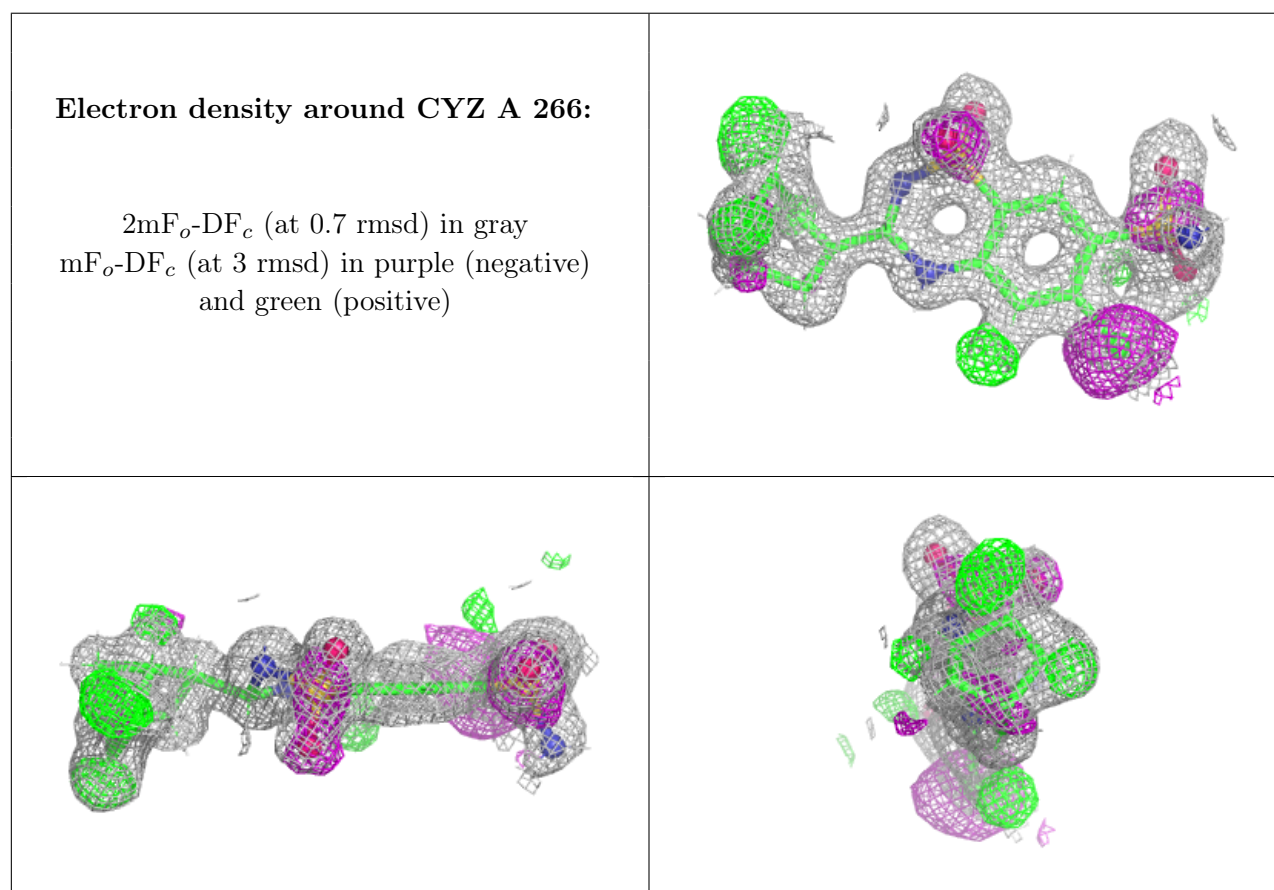 Electron density around CYZ A 266:
2mFo-DFc (at 0.7 rmsd) in gray
mFo-DFc (at 3 rmsd) in purple (negative)
and green (positive)